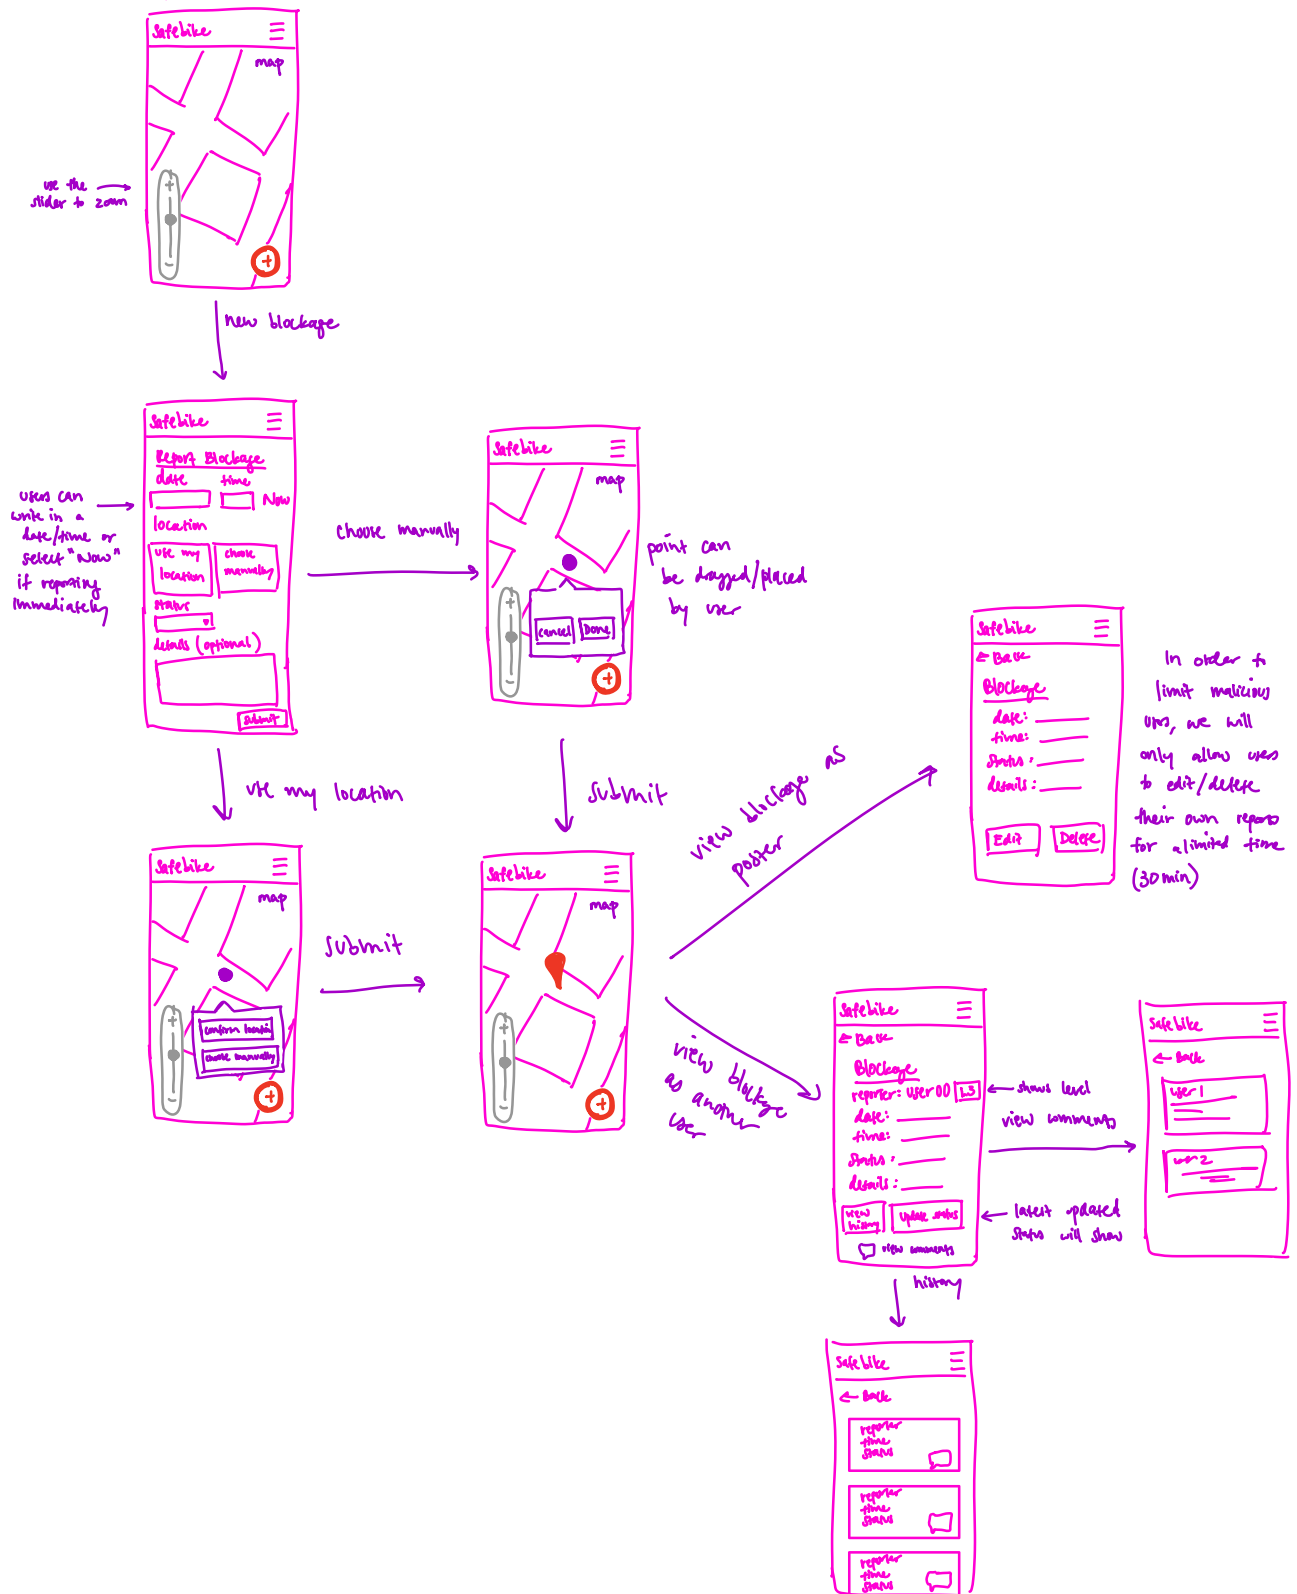 Safebike
map
use the
slider to zoom
+
-
+
new blockage
Safebike
Report Blockage
date time
Now
location
use my
location
choose
manually
status
details (optional)
submit
users can
write in a
date/time or
select "Now"
if reporting
immediately
choose manually
Safebike
map
+
-
cancel Done
+
point can
be dragged/placed
by user
use my location
submit
Safebike
map
+
-
confirm location
choose manually
+
submit
Safebike
map
+
-
+
view blockage as
poster
Safebike
← Back
Blockage
date:
time:
status:
details:
Edit Delete
In order to
limit malicious
users, we will
only allow users
to edit/delete
their own reports
for a limited time
(30min)
view blockage
as another
user
Safebike
← Back
Blockage
reporter: user00 L3
date:
time:
status:
details:
view
history
update status
view comments
← shows level
view comments
← latest updated
status will show
Safebike
← Back
user 1
user 2
history
Safebike
← Back
reporter
time
status
reporter
time
status
reporter
time
status